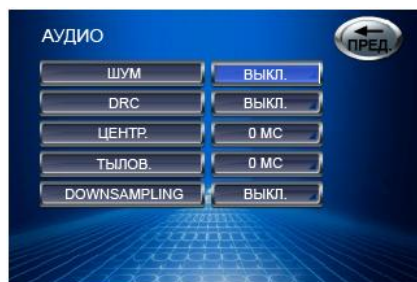 АУДИО
ПРЕД.
ШУМ ВЫКЛ.
DRC ВЫКЛ.
ЦЕНТР. 0 МС
ТЫЛОВ. 0 МС
DOWNSAMPLING ВЫКЛ.